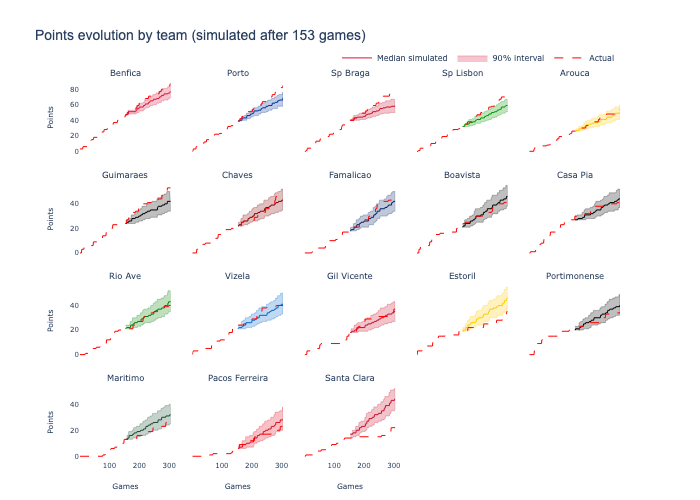 Points evolution by team (simulated after 153 games)
Median simulated 90% interval Actual
Benfica Porto Sp Braga Sp Lisbon Arouca
80
60
40
20
0
Points
Guimaraes Chaves Famalicao Boavista Casa Pia
40
20
0
Points
Rio Ave Vizela Gil Vicente Estoril Portimonense
40
20
0
Points
Maritimo Pacos Ferreira Santa Clara
40
20
0
Points
100 200 300 100 200 300 100 200 300
Games Games Games